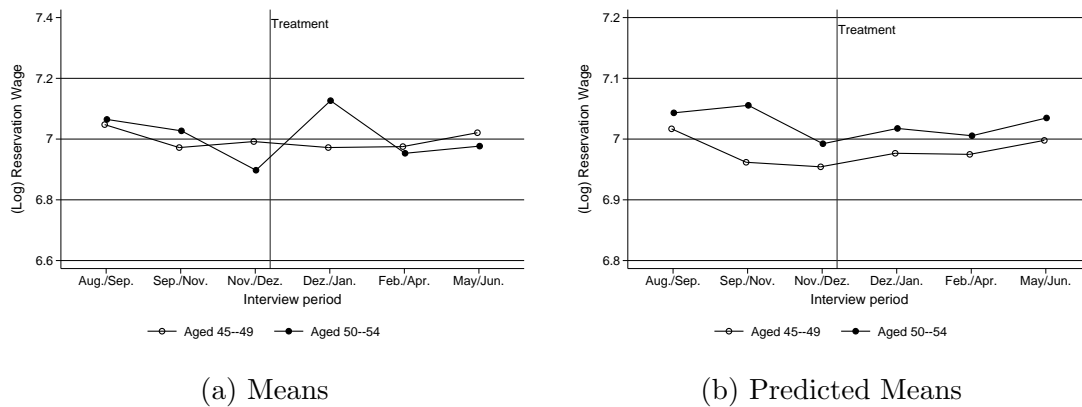 7.4
7.2
7
6.8
6.6
(Log) Reservation Wage
Treatment
Aug./Sep. Sep./Nov. Nov./Dez. Dez./Jan. Feb./Apr. May/Jun.
Interview period
Aged 45--49 Aged 50--54
(a) Means
7.2
7.1
7
6.9
6.8
(Log) Reservation Wage
Treatment
Aug./Sep. Sep./Nov. Nov./Dez. Dez./Jan. Feb./Apr. May/Jun.
Interview period
Aged 45--49 Aged 50--54
(b) Predicted Means